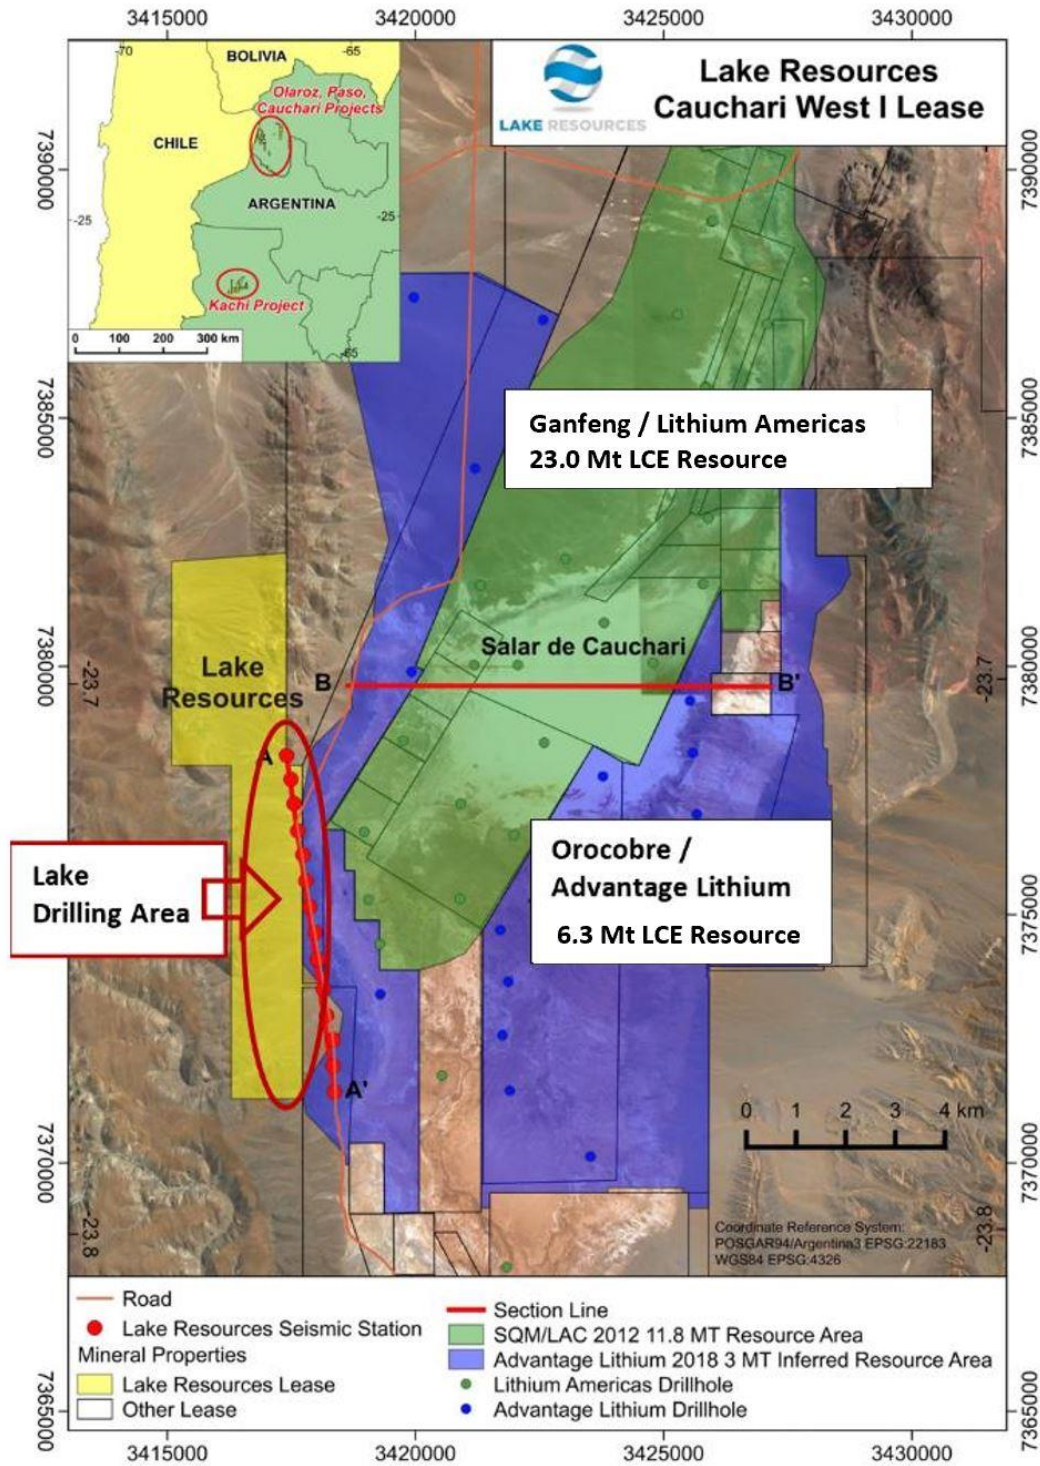 3415000 3420000 3425000 3430000
Lake Resources
Cauchari West I Lease
LAKE RESOURCES
-70
-65
BOLIVIA
Olaroz, Paso,
Cauchari Projects
CHILE
ARGENTINA
-25
-25
Kachi Project
-65
0 100 200 300 km
7390000
7390000
Ganfeng / Lithium Americas
23.0 Mt LCE Resource
7385000
7385000
Salar de Cauchari
Lake
Resources
7380000
7380000
-23.7
-23.7
B
B'
A
Orocobre /
Advantage Lithium
6.3 Mt LCE Resource
Lake
Drilling Area
7375000
7375000
A'
0 1 2 3 4 km
7370000
7370000
-23.8
-23.8
Coordinate Reference System:
POSGAR94/Argentina3 EPSG:22183
WGS84 EPSG:4326
Road
Lake Resources Seismic Station
Mineral Properties
Lake Resources Lease
Other Lease
Section Line
SQM/LAC 2012 11.8 MT Resource Area
Advantage Lithium 2018 3 MT Inferred Resource Area
Lithium Americas Drillhole
Advantage Lithium Drillhole
7365000
7365000
3415000 3420000 3425000 3430000